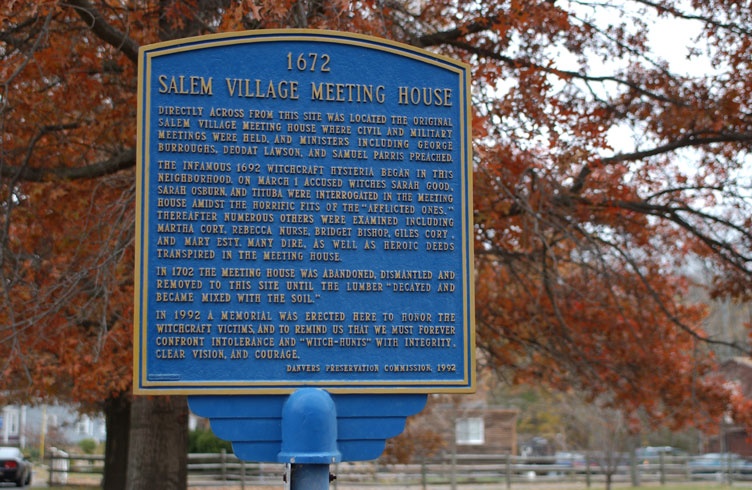 1672
SALEM VILLAGE MEETING HOUSE
DIRECTLY ACROSS FROM THIS SITE WAS LOCATED THE ORIGINAL
SALEM VILLAGE MEETING HOUSE WHERE CIVIL AND MILITARY
MEETINGS WERE HELD, AND MINISTERS INCLUDING GEORGE
BURROUGHS, DEODAT LAWSON, AND SAMUEL PARRIS PREACHED.
THE INFAMOUS 1692 WITCHCRAFT HYSTERIA BEGAN IN THIS
NEIGHBORHOOD. ON MARCH 1 ACCUSED WITCHES SARAH GOOD,
SARAH OSBURN, AND TITUBA WERE INTERROGATED IN THE MEETING
HOUSE AMIDST THE HORRIFIC FITS OF THE "AFFLICTED ONES."
THEREAFTER NUMEROUS OTHERS WERE EXAMINED INCLUDING
MARTHA CORY, REBECCA NURSE, BRIDGET BISHOP, GILES CORY,
AND MARY ESTY. MANY DIRE, AS WELL AS HEROIC DEEDS
TRANSPIRED IN THE MEETING HOUSE.
IN 1702 THE MEETING HOUSE WAS ABANDONED, DISMANTLED AND
REMOVED TO THIS SITE UNTIL THE LUMBER "DECAYED AND
BECAME MIXED WITH THE SOIL."
IN 1992 A MEMORIAL WAS ERECTED HERE TO HONOR THE
WITCHCRAFT VICTIMS, AND TO REMIND US THAT WE MUST FOREVER
CONFRONT INTOLERANCE AND "WITCH-HUNTS" WITH INTEGRITY,
CLEAR VISION, AND COURAGE.
DANVERS PRESERVATION COMMISSION, 1992